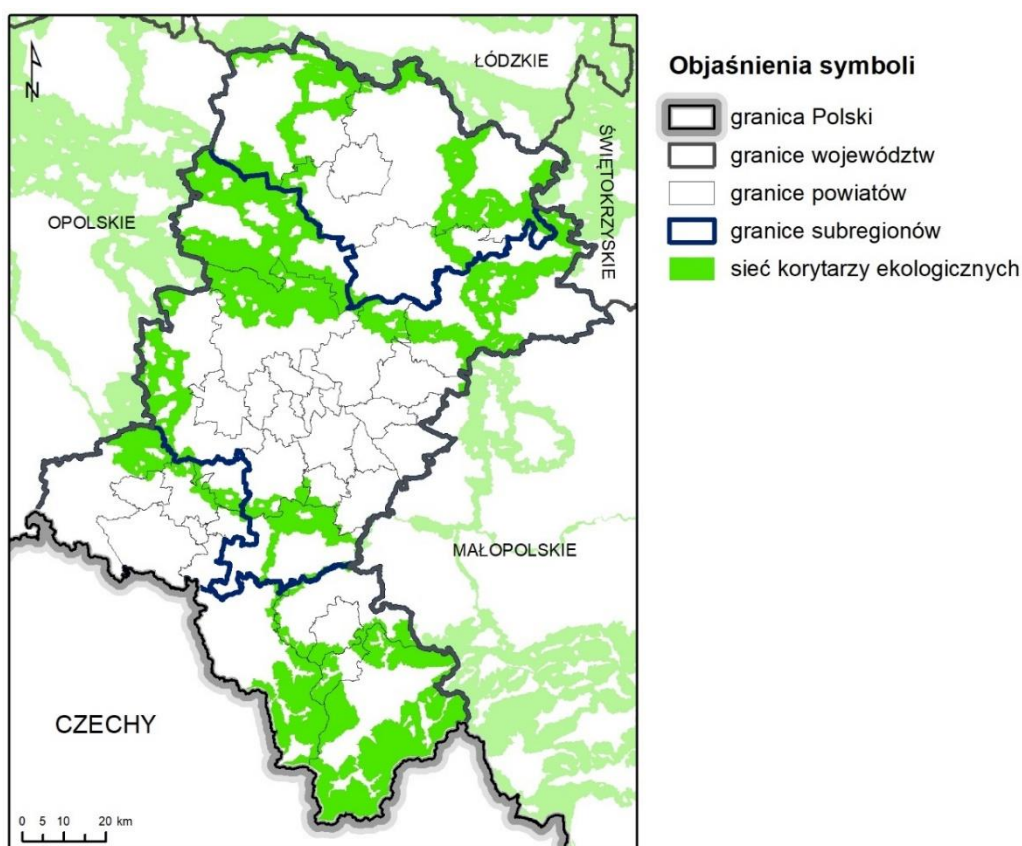 ŁÓDZKIE
ŚWIĘTOKRZYSKIE
N
OPOLSKIE
MAŁOPOLSKIE
CZECHY
0 5 10 20 km
Objaśnienia symboli
granica Polski
granice województw
granice powiatów
granice subregionów
sieć korytarzy ekologicznych